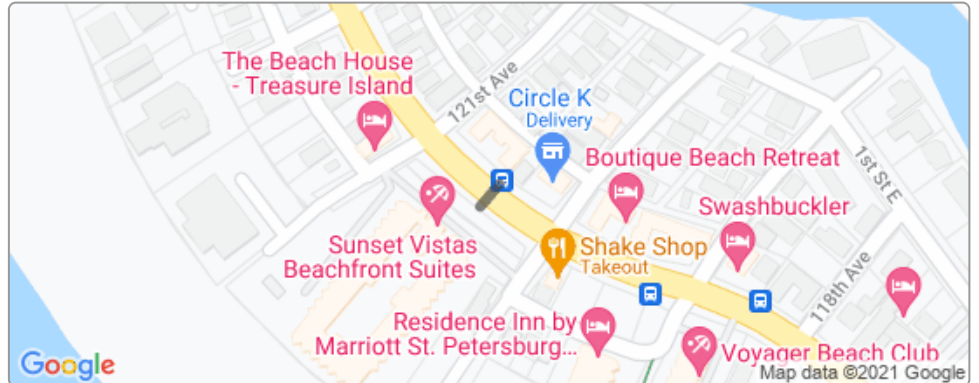 The Beach House
- Treasure Island
121st Ave
Circle K
Delivery
Boutique Beach Retreat
1st St E
Swashbuckler
Sunset Vistas
Beachfront Suites
Shake Shop
Takeout
118th Ave
Residence Inn by
Marriott St. Petersburg...
Voyager Beach Club
Google
Map data ©2021 Google